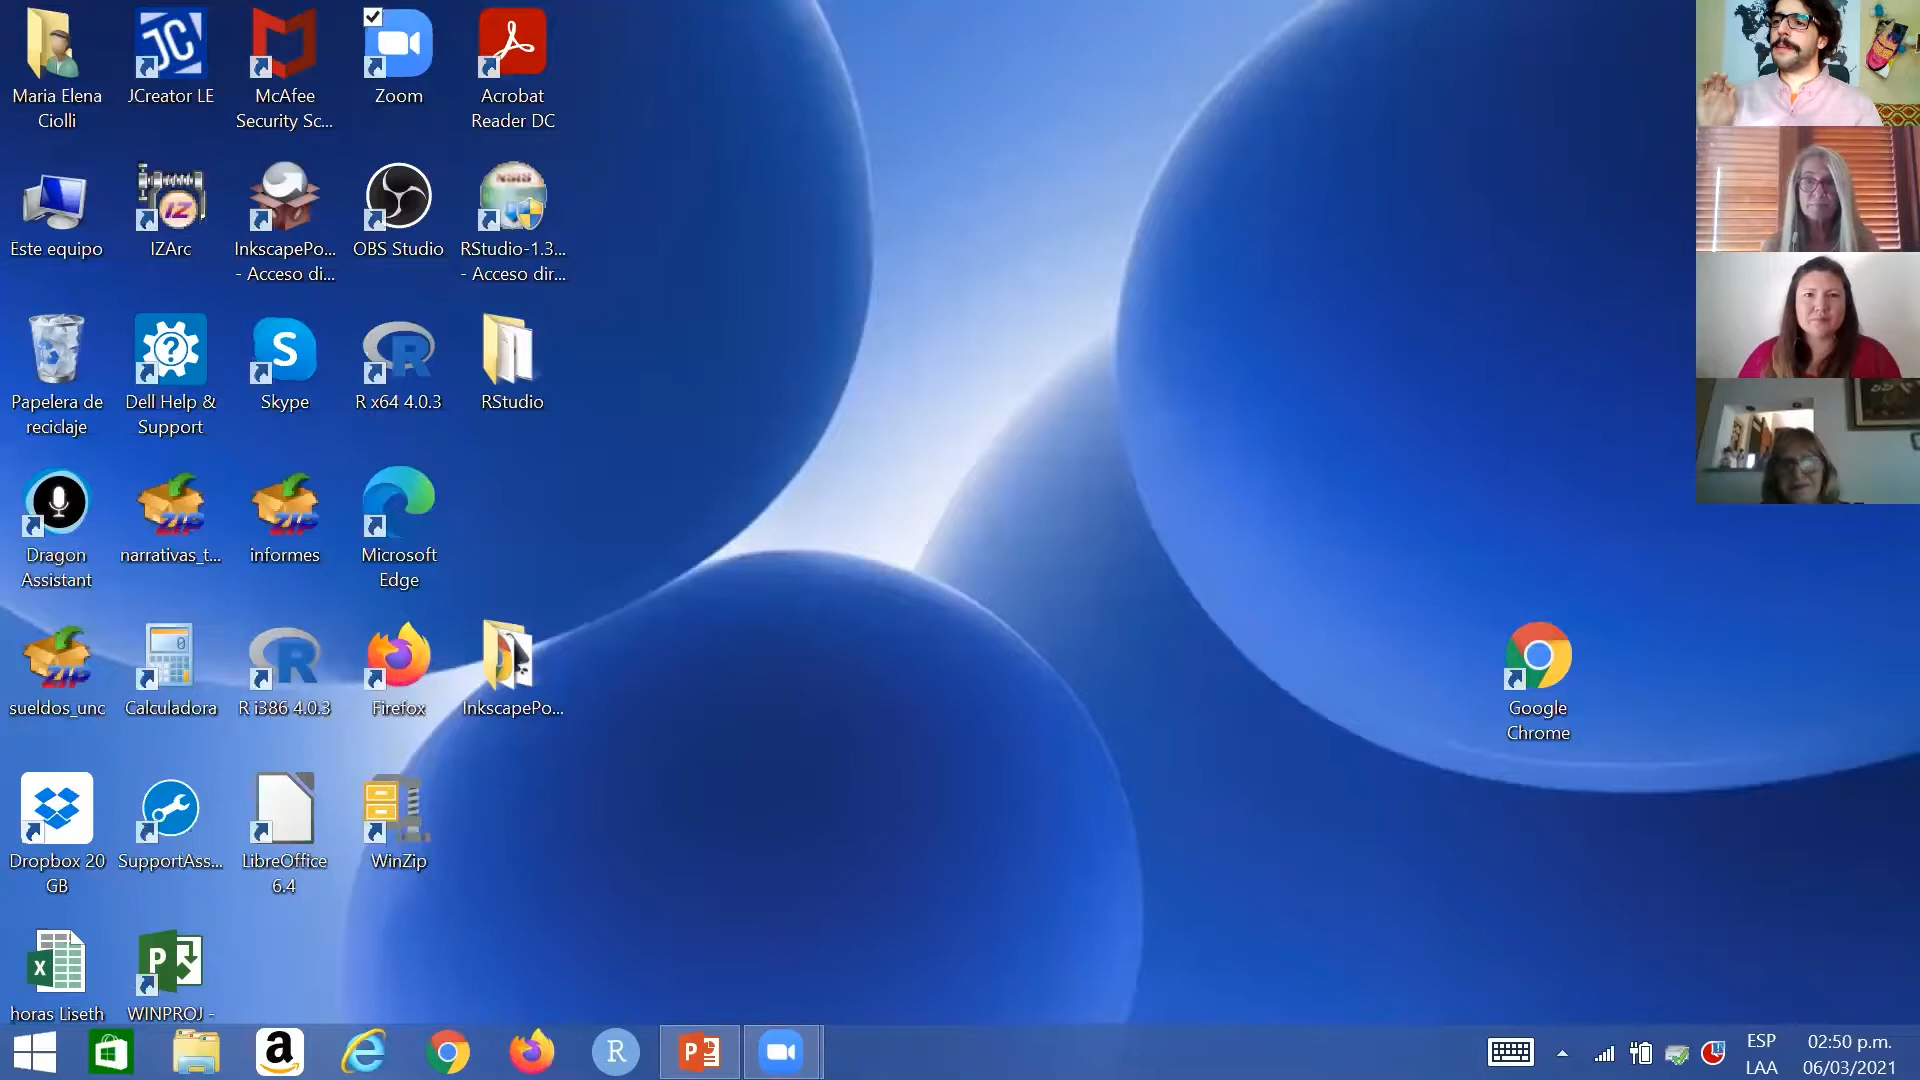 Maria Elena
Ciolli
JCreator LE
McAfee
Security Sc...
Zoom
Acrobat
Reader DC
Este equipo
IZArc
InkscapePo...
- Acceso di...
OBS Studio
RStudio-1.3...
- Acceso dir...
Papelera de
reciclaje
Dell Help &
Support
Skype
R x64 4.0.3
RStudio
Dragon
Assistant
narrativas_t...
informes
Microsoft
Edge
sueldos_unc
Calculadora
R i386 4.0.3
Firefox
InkscapePo...
Google
Chrome
Dropbox 20
GB
SupportAss...
LibreOffice
6.4
WinZip
horas Liseth
WINPROJ -
ESP
LAA
02:50 p.m.
06/03/2021